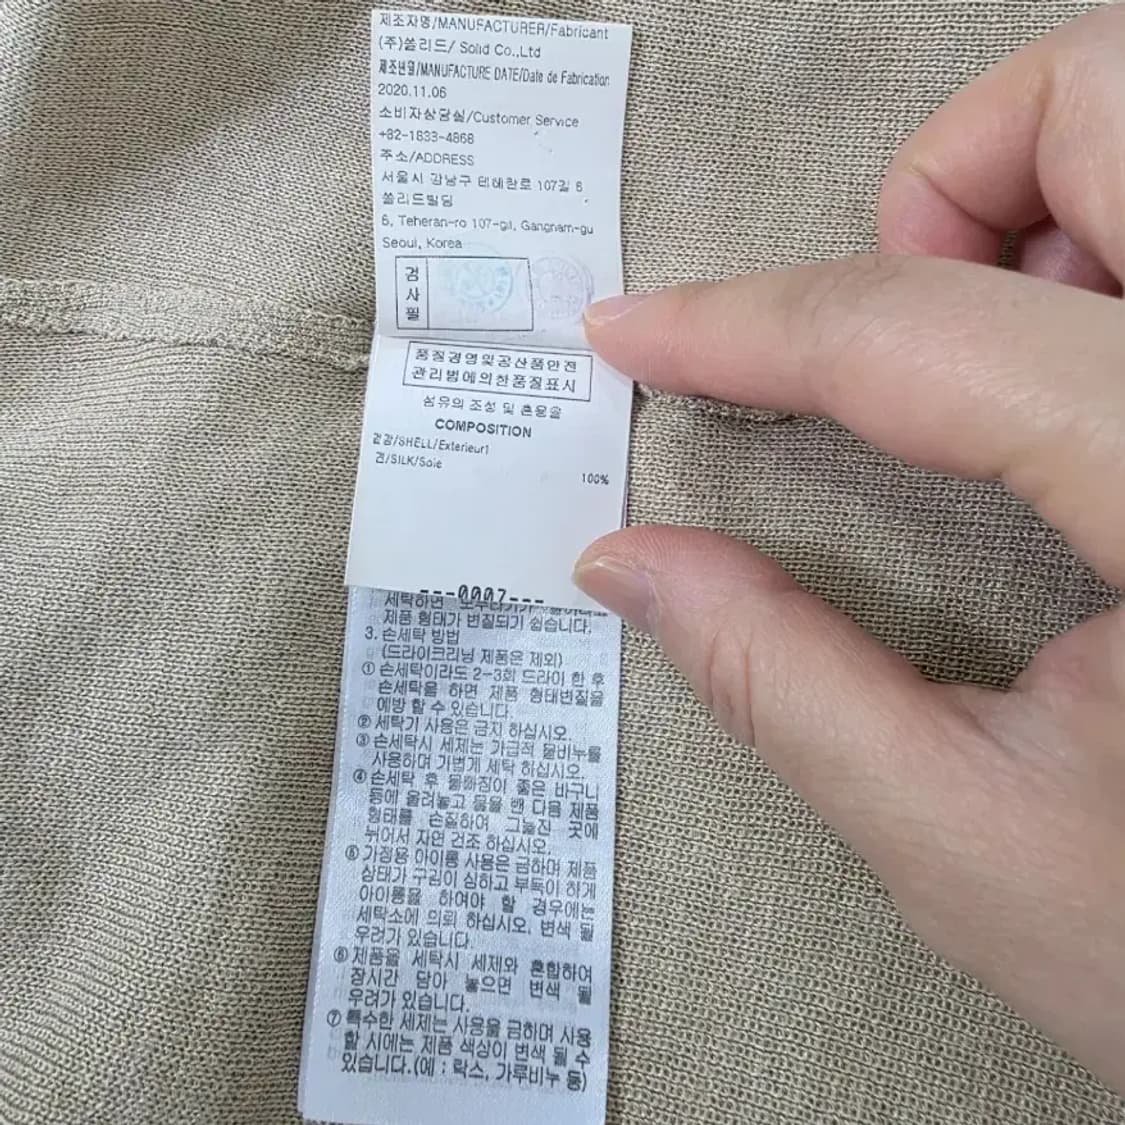 제조자명/MANUFACTURER/Fabricant
(주)쏠리드/ Solid Co.,Ltd
제조년월/MANUFACTURE DATE/Date de Fabrication
2020.11.06
소비자상담실/Customer Service
+82-1633-4868
주소/ADDRESS
서울시 강남구 테헤란로 107길 6
쏠리드빌딩
6, Teheran-ro 107-gil, Gangnam-gu
Seoul, Korea
검
사
필
품질경영및공산품안전
관리법에의한품질표시
섬유의 조성 및 혼용율
COMPOSITION
겉감/SHELL/Exterieur1
견/SILK/Soie
100%
---0007---
세탁하면
제품 형태가 변질되기 쉽습니다.
3. 손세탁 방법
(드라이크리닝 제품은 제외)
① 손세탁이라도 2-3회 드라이 한 후
손세탁을 하면 제품 형태변질을
예방 할 수 있습니다.
② 세탁기 사용은 금지 하십시오.
③ 손세탁시 세제는 가급적 물비누를
사용하며 가볍게 세탁 하십시오.
④ 손세탁 후 물빠짐이 좋은 바구니
등에 올려놓고 물을 뺀 다음 제품
형태를 손질하여 그늘진 곳에
뉘어서 자연 건조 하십시오.
⑤ 가정용 아이롱 사용은 금하며 제품
상태가 구김이 심하고 부득이 하게
아이롱을 하여야 할 경우에는
세탁소에 의뢰 하십시오. 변색 될
우려가 있습니다.
⑥ 제품을 세탁시 세제와 혼합하여
장시간 담아 놓으면 변색 될
우려가 있습니다.
⑦ 특수한 세제는 사용을 금하며 사용
할 시에는 제품 색상이 변색 될 수
있습니다.(예 : 락스, 가루비누 등)